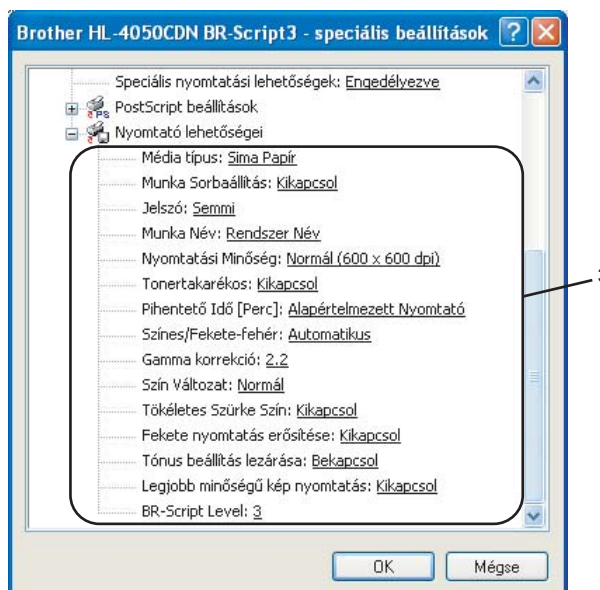 Brother HL-4050CDN BR-Script3 - speciális beállítások
Speciális nyomtatási lehetőségek: Engedélyezve
PostScript beállítások
Nyomtató lehetőségei
Média típus: Sima Papír
Munka Sorbaállítás: Kikapcsol
Jelszó: Semmi
Munka Név: Rendszer Név
Nyomtatási Minőség: Normál (600 x 600 dpi)
Tonertakarékos: Kikapcsol
Pihentető Idő [Perc]: Alapértelmezett Nyomtató
Színes/Fekete-fehér: Automatikus
Gamma korrekció: 2.2
Szín Változat: Normál
Tökéletes Szürke Szín: Kikapcsol
Fekete nyomtatás erősítése: Kikapcsol
Tónus beállítás lezárása: Bekapcsol
Legjobb minőségű kép nyomtatás: Kikapcsol
BR-Script Level: 3
OK Mégse